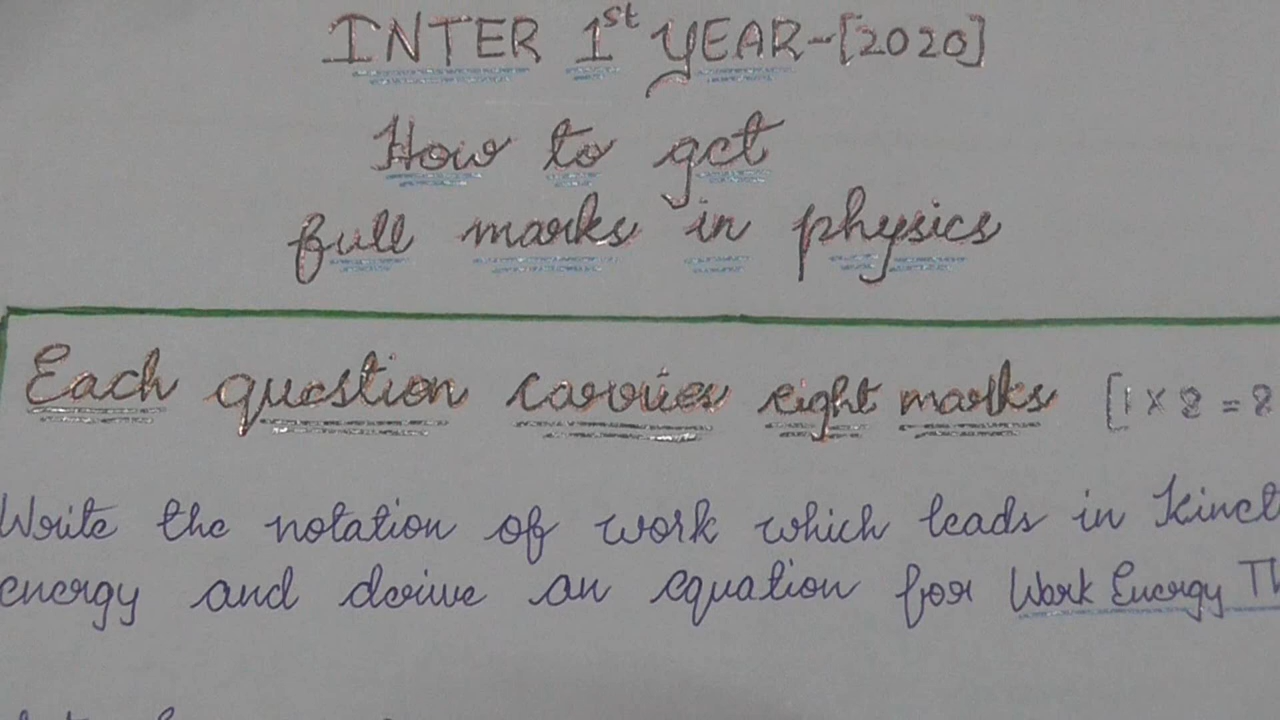 INTER 1st YEAR-[2020]
How to get
full marks in physics
Each question carries eight marks [1 x 8 = 8
Write the notation of work which leads in Kinet
energy and derive an equation for Work Energy Th